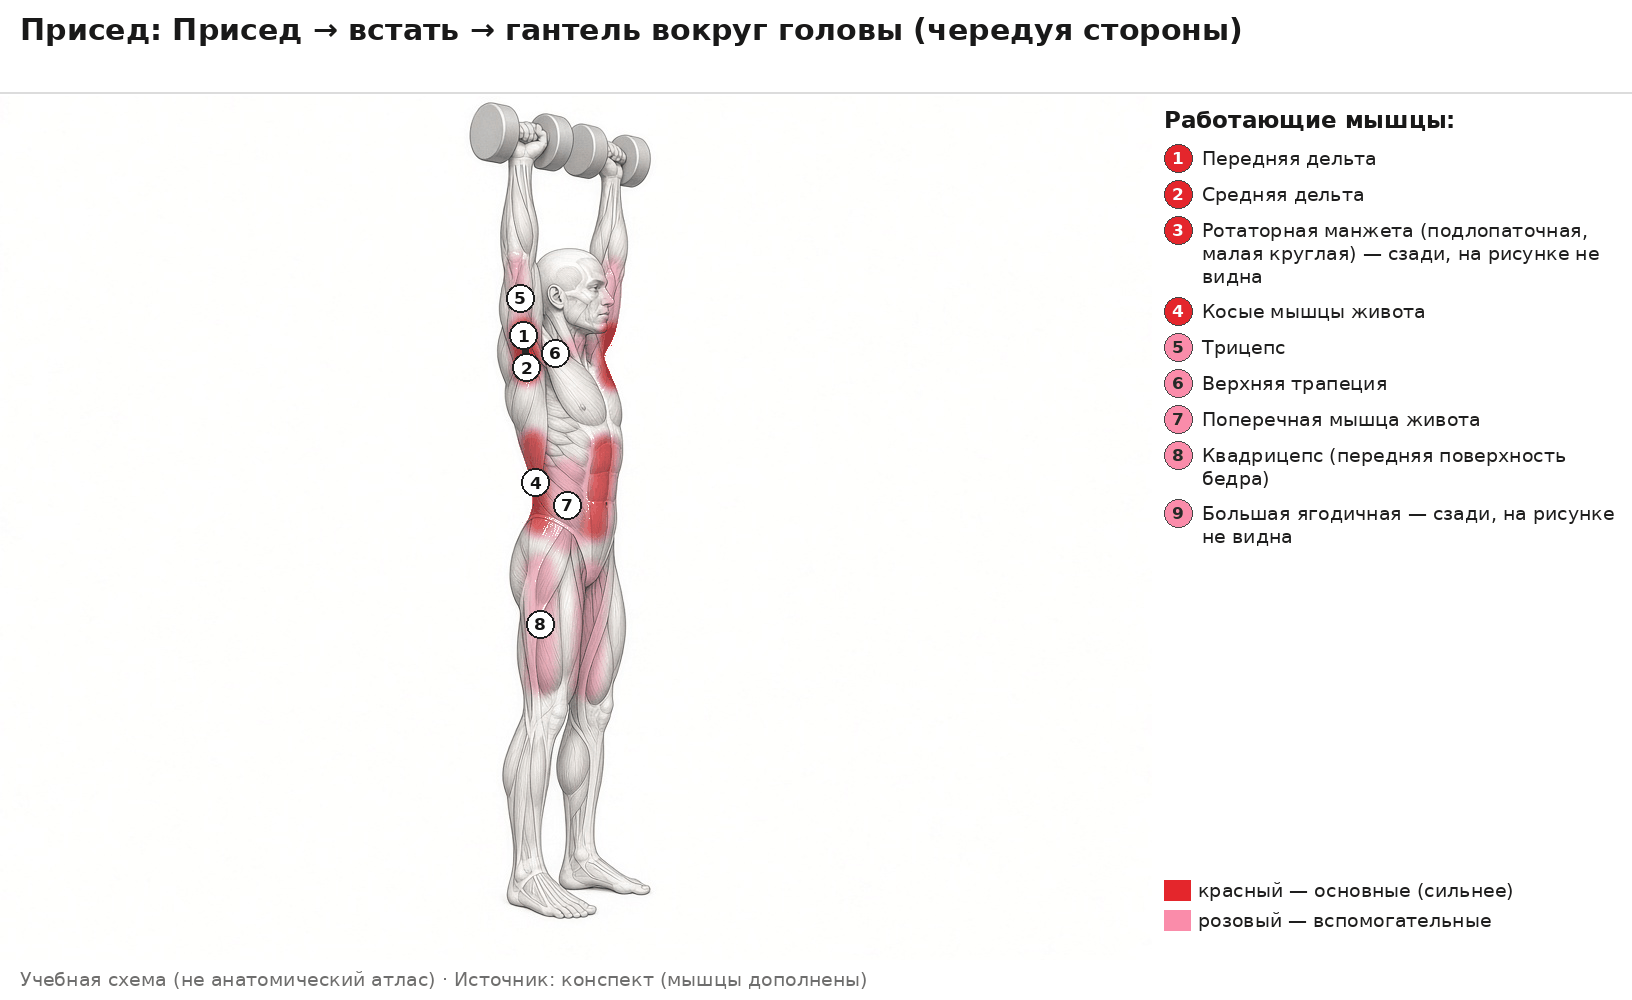 Присед: Присед → встать → гантель вокруг головы (чередуя стороны)
Работающие мышцы:
1 Передняя дельта
2 Средняя дельта
3 Ротаторная манжета (подлопаточная,
малая круглая) — сзади, на рисунке не
видна
4 Косые мышцы живота
5 Трицепс
6 Верхняя трапеция
7 Поперечная мышца живота
8 Квадрицепс (передняя поверхность
бедра)
9 Большая ягодичная — сзади, на рисунке
не видна
5
1
6
2
4
7
8
красный — основные (сильнее)
розовый — вспомогательные
Учебная схема (не анатомический атлас) · Источник: конспект (мышцы дополнены)